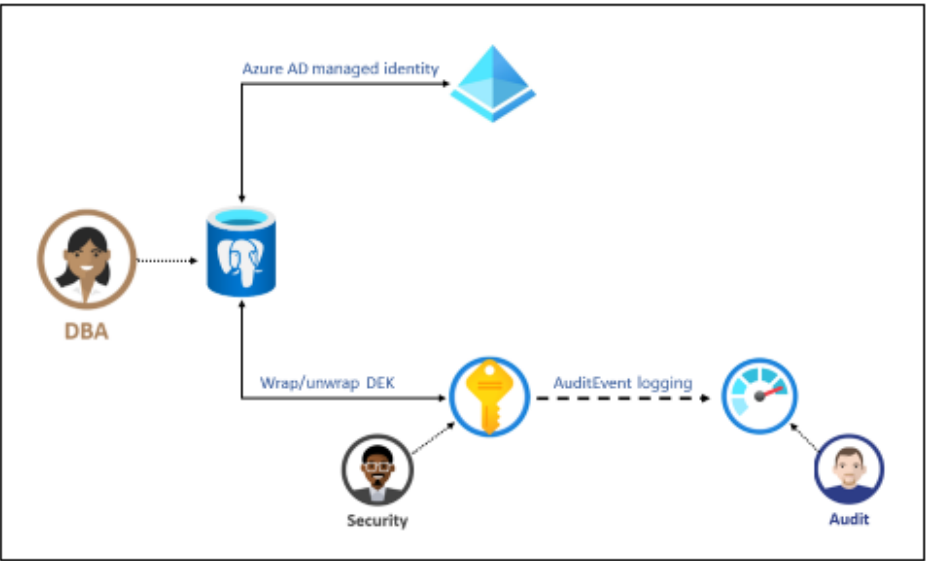 Azure AD managed identity
DBA
Wrap/unwrap DEK
AuditEvent logging
Security
Audit